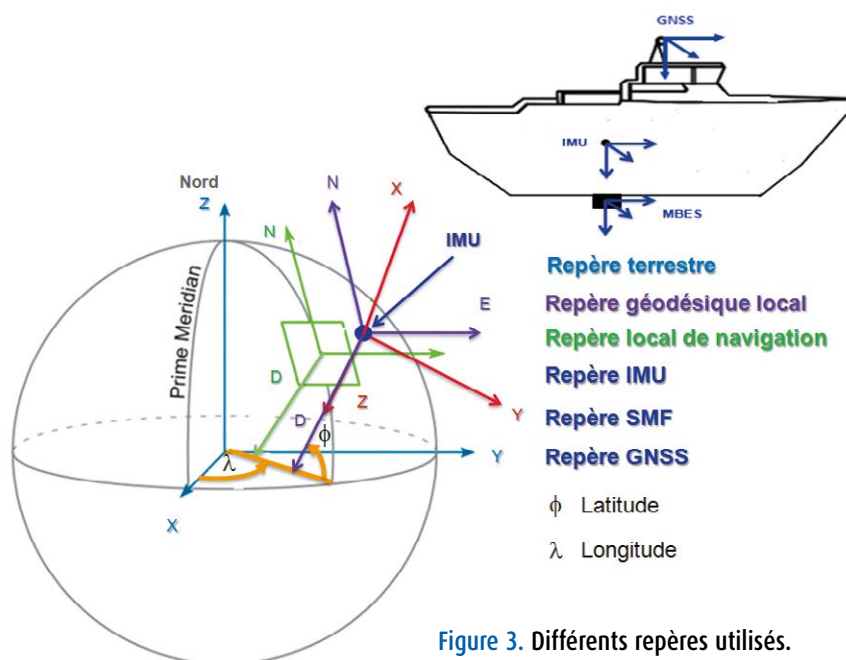 GNSS
IMU
MBES
Nord
Z
N
N
X
IMU
Prime Meridian
E
D
Z
D
Y
ϕ
λ
Y
X
Repère terrestre
Repère géodésique local
Repère local de navigation
Repère IMU
Repère SMF
Repère GNSS
ϕ Latitude
λ Longitude
Figure 3. Différents repères utilisés.